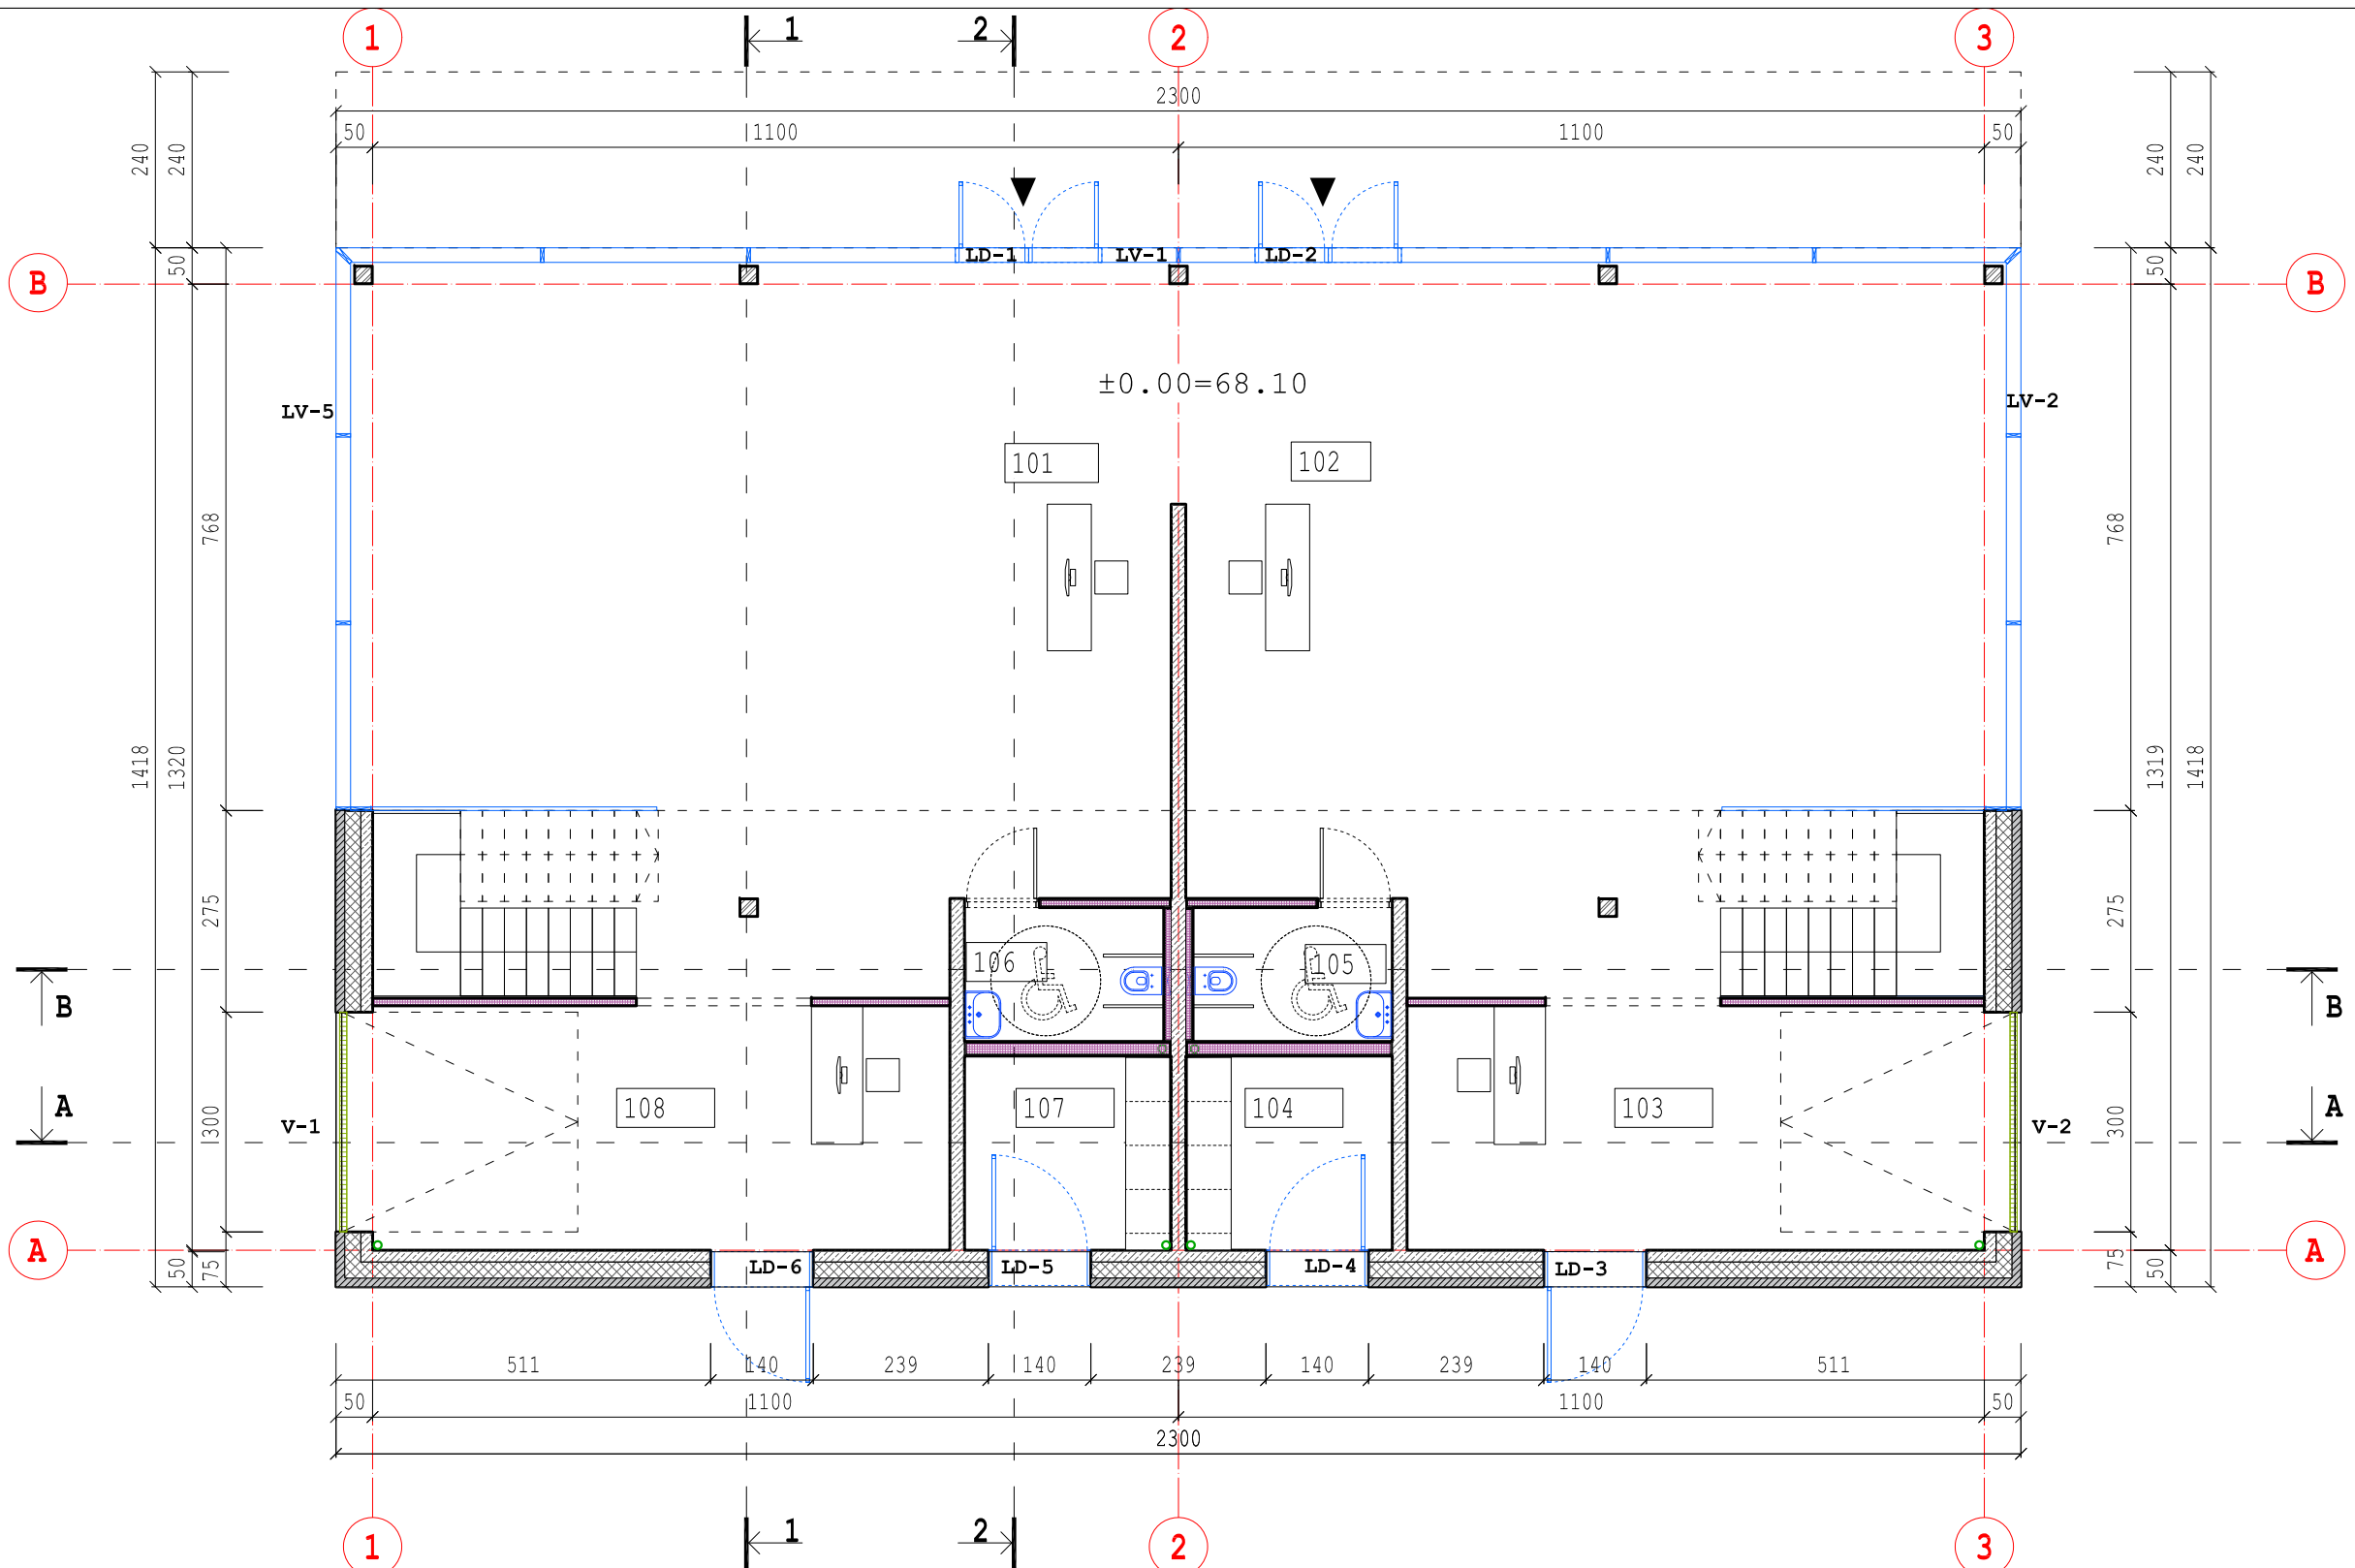 1 1 2 2 3
2300
50 1100 1100 50
240 240 240 240
LD-1 LV-1 LD-2
50 50
B B
±0.00=68.10
LV-5 LV-2
101 102
768 768
1418 1320 1319 1418
275 275
106 105
B B
108 107 104 103
A A
V-1 300 300 V-2
A A
50 75 75 50
LD-6 LD-5 LD-4 LD-3
511 140 239 140 239 140 239 140 511
50 1100 1100 50
2300
1 1 2 2 3